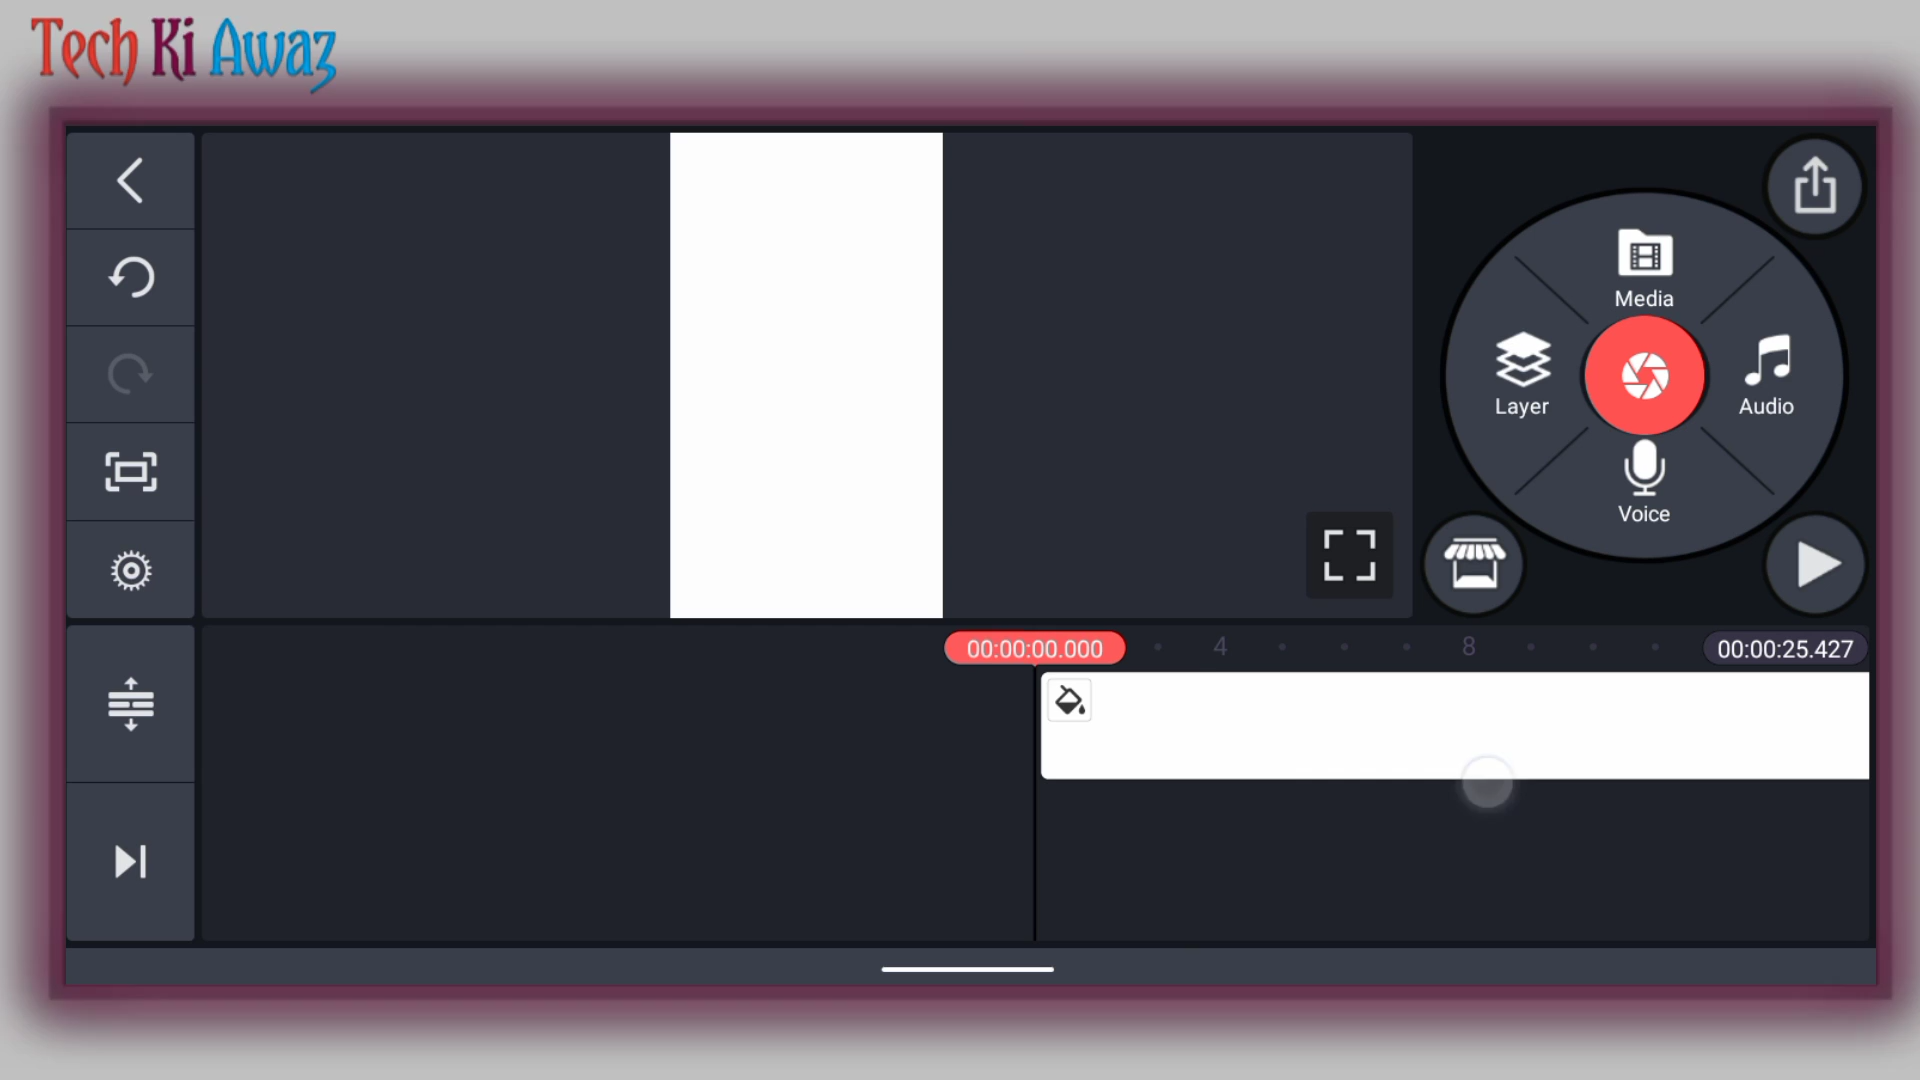 Tech Ki Awaz
Media
Layer
Audio
Voice
00:00:00.000
4
8
00:00:25.427